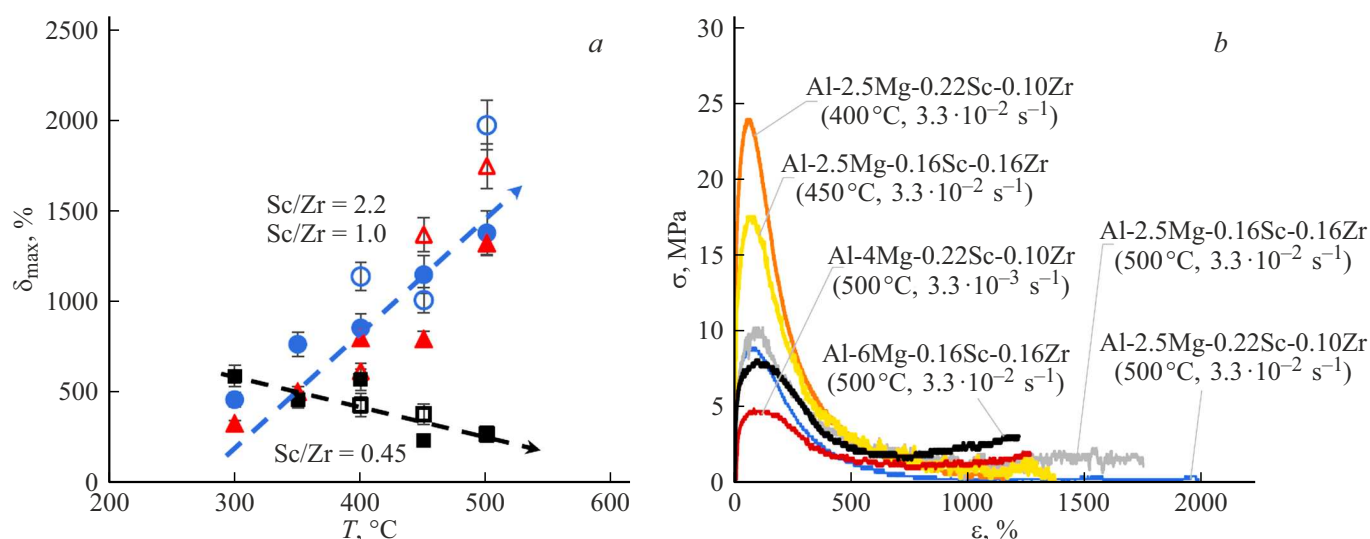 a
2500
2000
1500
1000
500
0
δmax, %
Sc/Zr = 2.2
Sc/Zr = 1.0
Sc/Zr = 0.45
200
300
400
500
600
T, °C
b
30
25
20
15
10
5
0
σ, MPa
Al-2.5Mg-0.22Sc-0.10Zr
(400 °C, 3.3 · 10⁻² s⁻¹)
Al-2.5Mg-0.16Sc-0.16Zr
(450 °C, 3.3 · 10⁻² s⁻¹)
Al-4Mg-0.22Sc-0.10Zr
(500 °C, 3.3 · 10⁻³ s⁻¹)
Al-2.5Mg-0.16Sc-0.16Zr
(500 °C, 3.3 · 10⁻² s⁻¹)
Al-6Mg-0.16Sc-0.16Zr
(500 °C, 3.3 · 10⁻² s⁻¹)
Al-2.5Mg-0.22Sc-0.10Zr
(500 °C, 3.3 · 10⁻² s⁻¹)
0
500
1000
1500
2000
ε, %